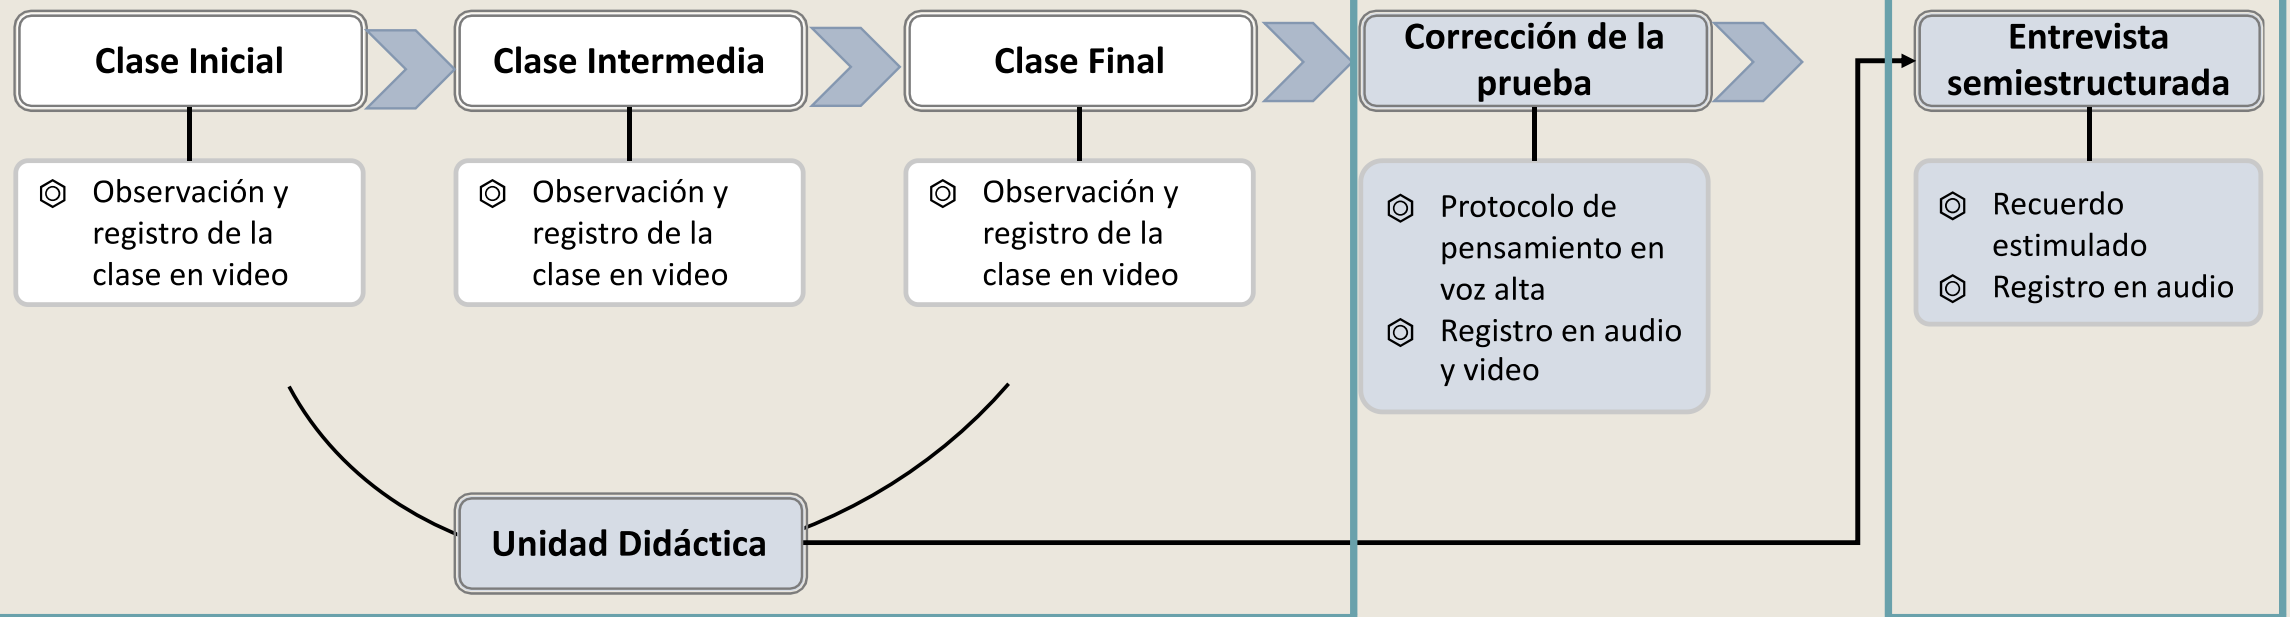 Clase Inicial
Observación y
registro de la
clase en video
Clase Intermedia
Observación y
registro de la
clase en video
Clase Final
Observación y
registro de la
clase en video
Unidad Didáctica
Corrección de la
prueba
Protocolo de
pensamiento en
voz alta
Registro en audio
y video
Entrevista
semiestructurada
Recuerdo
estimulado
Registro en audio